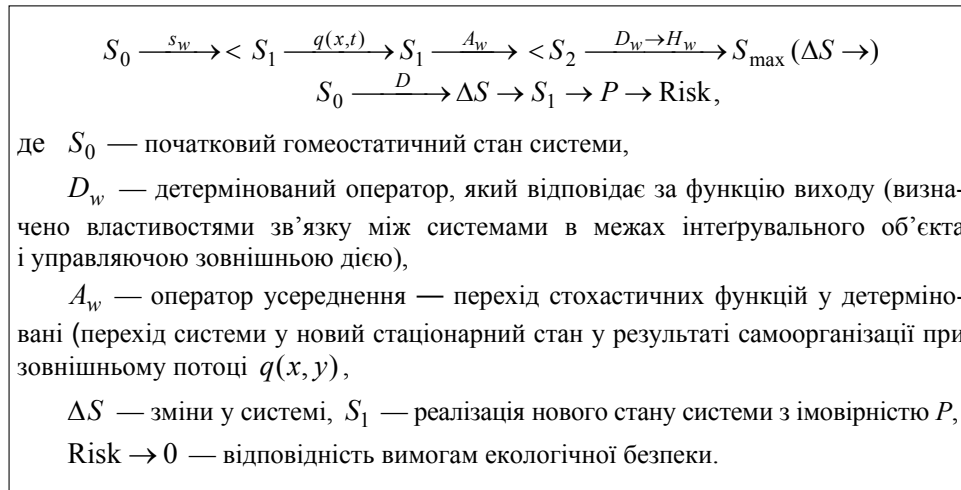 S₀ —s_w→ < S₁ —q(x,t)→ S₁ —A_w→ <S₂ —D_w→H_w→ S_max (ΔS →)
S₀ —D→ ΔS → S₁ → P → Risk,
де S₀ — початковий гомеостатичний стан системи,
D_w — детермінований оператор, який відповідає за функцію виходу (визна-
чено властивостями зв’язку між системами в межах інтеґрувального об’єкта
і управляючою зовнішньою дією),
A_w — оператор усереднення — перехід стохастичних функцій у детерміно-
вані (перехід системи у новий стаціонарний стан у результаті самоорганізації при
зовнішньому потоці q(x, y),
ΔS — зміни у системі, S₁ — реалізація нового стану системи з імовірністю P,
Risk → 0 — відповідність вимогам екологічної безпеки.